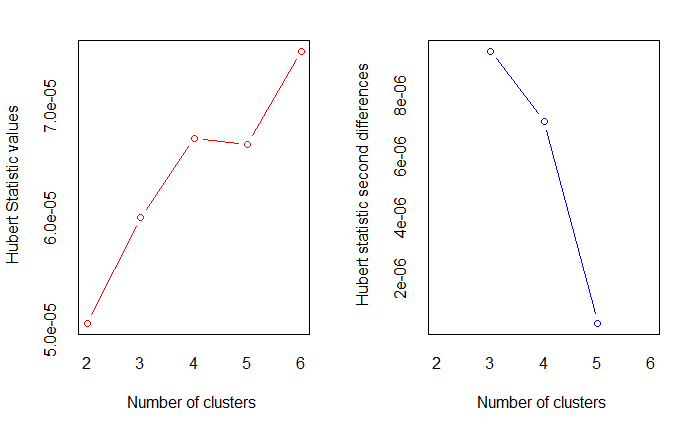 Hubert Statistic values
7.0e-05
6.0e-05
5.0e-05
2 3 4 5 6
Number of clusters
Hubert statistic second differences
8e-06
6e-06
4e-06
2e-06
2 3 4 5 6
Number of clusters